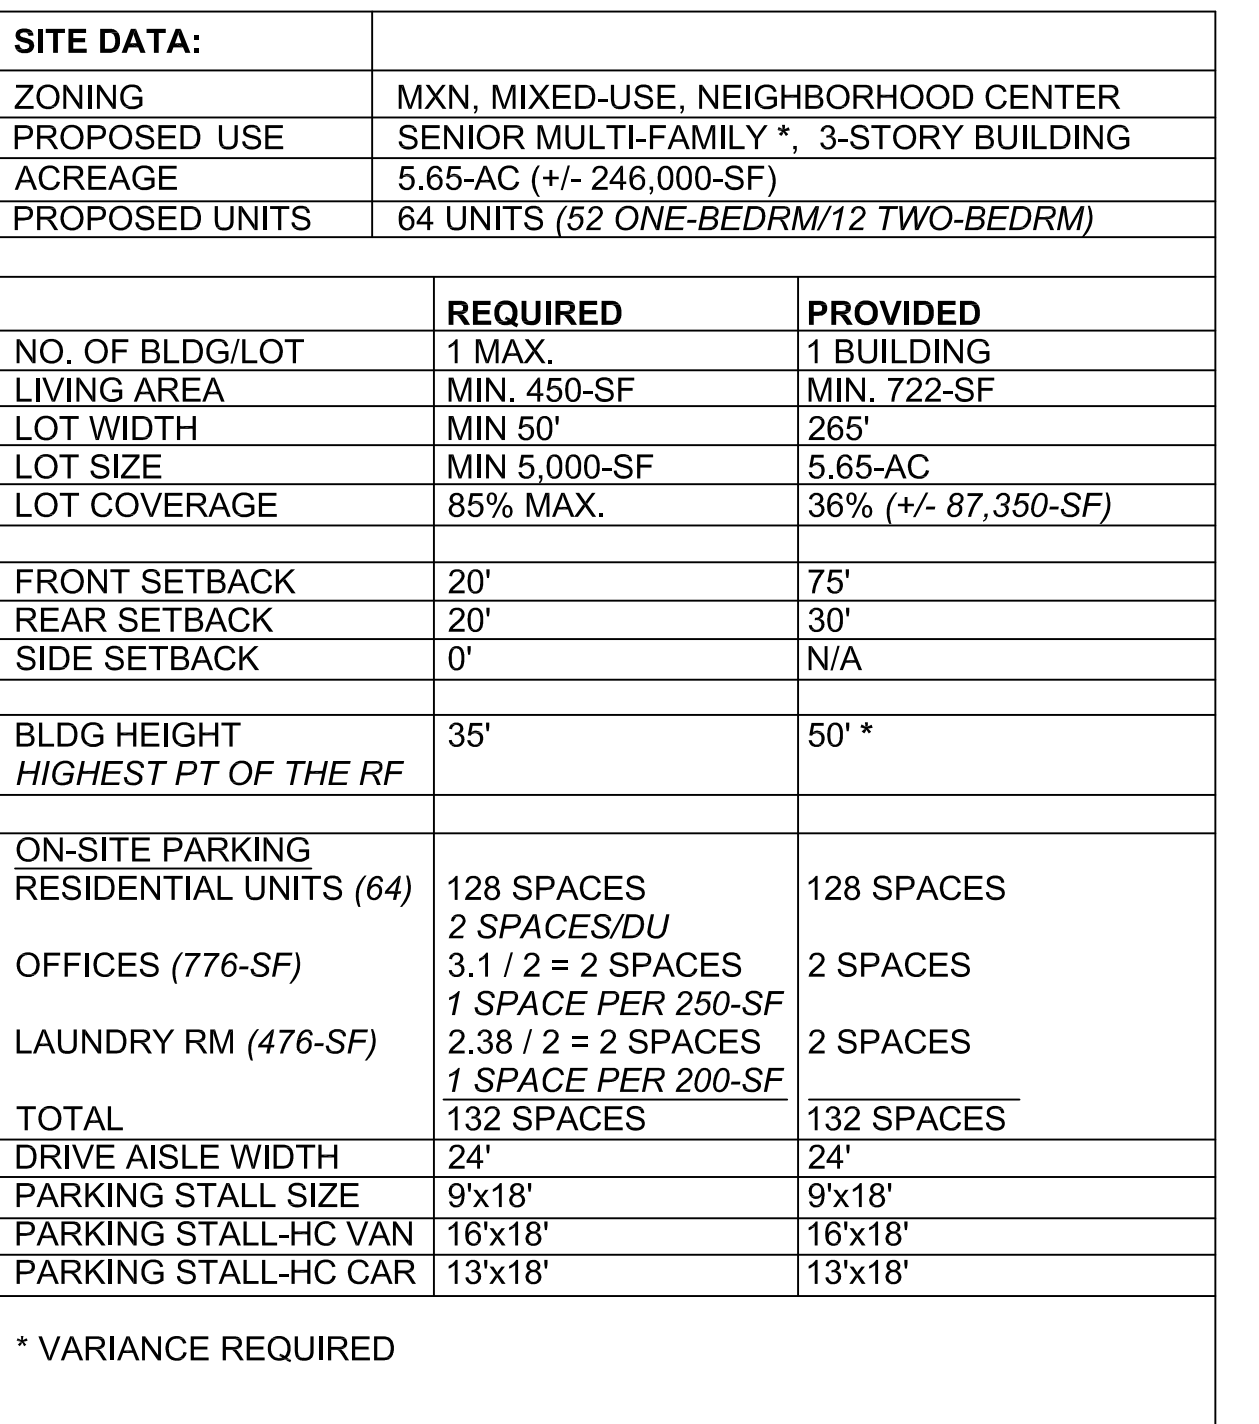 SITE DATA:
ZONING MXN, MIXED-USE, NEIGHBORHOOD CENTER
PROPOSED USE SENIOR MULTI-FAMILY *, 3-STORY BUILDING
ACREAGE 5.65-AC (+/- 246,000-SF)
PROPOSED UNITS 64 UNITS (52 ONE-BEDRM/12 TWO-BEDRM)
REQUIRED PROVIDED
NO. OF BLDG/LOT 1 MAX. 1 BUILDING
LIVING AREA MIN. 450-SF MIN. 722-SF
LOT WIDTH MIN 50' 265'
LOT SIZE MIN 5,000-SF 5.65-AC
LOT COVERAGE 85% MAX. 36% (+/- 87,350-SF)
FRONT SETBACK 20' 75'
REAR SETBACK 20' 30'
SIDE SETBACK 0' N/A
BLDG HEIGHT 35' 50' *
HIGHEST PT OF THE RF
ON-SITE PARKING
RESIDENTIAL UNITS (64) 128 SPACES 128 SPACES
2 SPACES/DU
OFFICES (776-SF) 3.1 / 2 = 2 SPACES 2 SPACES
1 SPACE PER 250-SF
LAUNDRY RM (476-SF) 2.38 / 2 = 2 SPACES 2 SPACES
1 SPACE PER 200-SF
TOTAL 132 SPACES 132 SPACES
DRIVE AISLE WIDTH 24' 24'
PARKING STALL SIZE 9'x18' 9'x18'
PARKING STALL-HC VAN 16'x18' 16'x18'
PARKING STALL-HC CAR 13'x18' 13'x18'
* VARIANCE REQUIRED